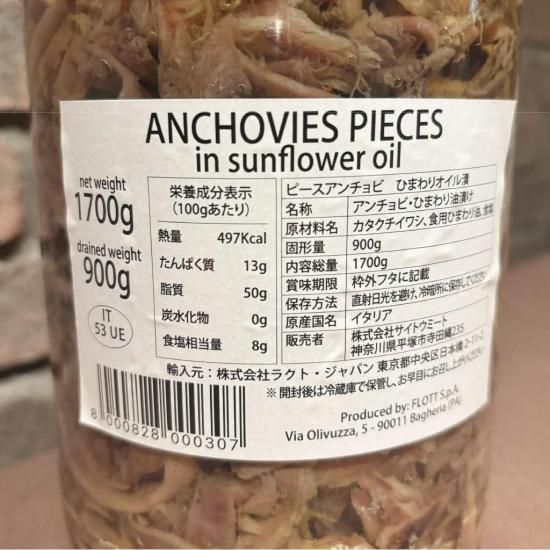 ANCHOVIES PIECES
in sunflower oil
net weight
1700g
drained weight
900g
IT
53 UE
栄養成分表示
(100gあたり)
熱量 497Kcal
たんぱく質 13g
脂質 50g
炭水化物 0g
食塩相当量 8g
ピースアンチョビ ひまわりオイル漬
名称 アンチョビ・ひまわり油漬け
原材料名 カタクチイワシ、食用ひまわり油、食塩
固形量 900g
内容総量 1700g
賞味期限 枠外フタに記載
保存方法 直射日光を避け、冷暗所に保存してください
原産国名 イタリア
販売者 株式会社サイトウミート
神奈川県平塚市寺田縄235
輸入元:株式会社ラクト・ジャパン 東京都中央区日本橋2-11-2
※開封後は冷蔵庫で保管し、お早目にお召し上がりください
8 000828 000307
Produced by: FLOTT S.p.A.
Via Olivuzza, 5 - 90011 Bagheria (PA)